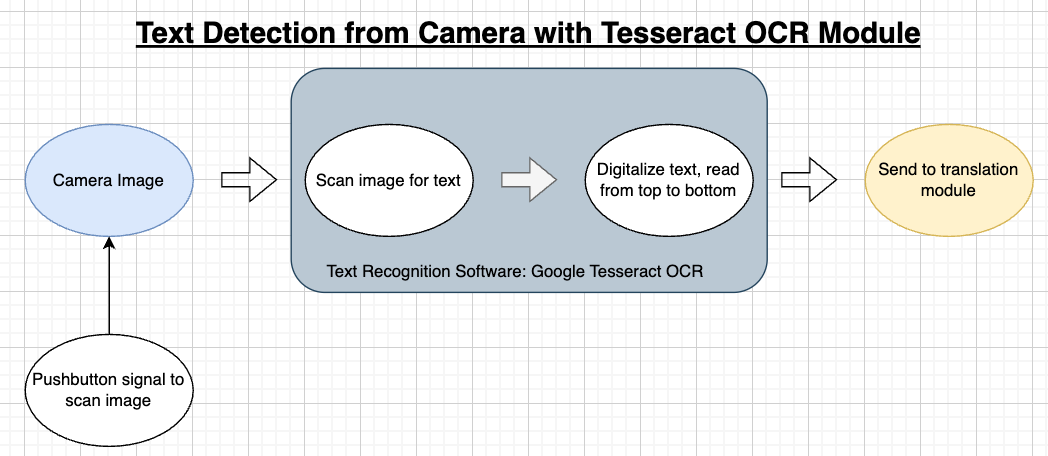 Text Detection from Camera with Tesseract OCR Module
Camera Image
Scan image for text
Digitalize text, read
from top to bottom
Send to translation
module
Text Recognition Software: Google Tesseract OCR
Pushbutton signal to
scan image